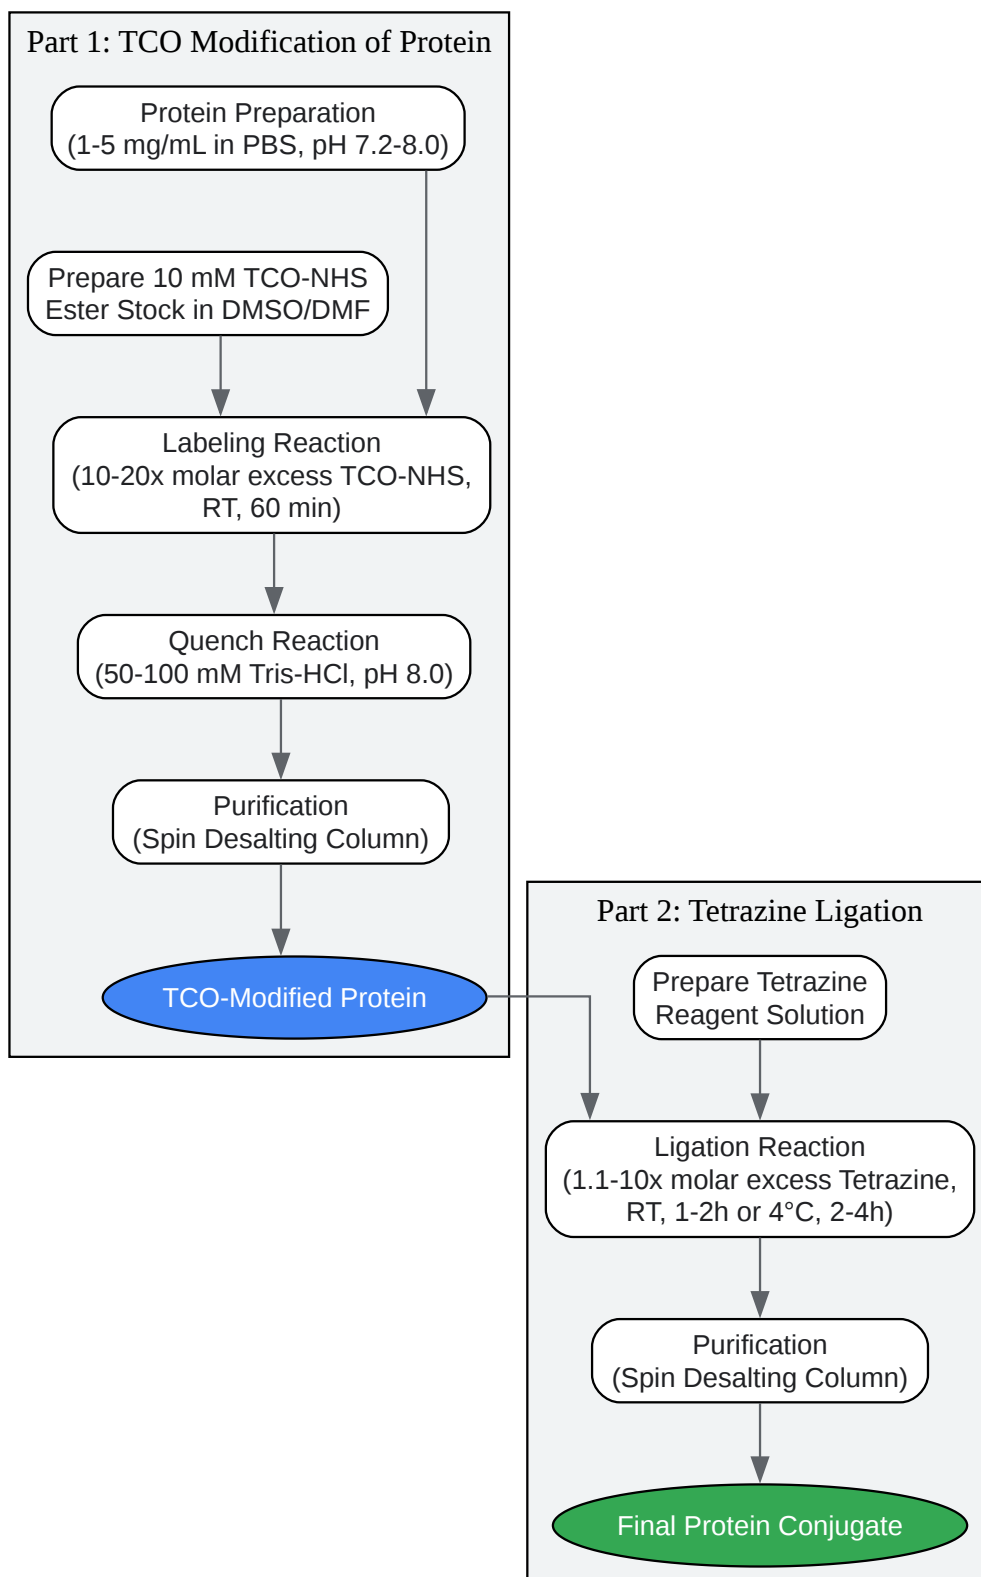 Part 1: TCO Modification of Protein
Protein Preparation
(1-5 mg/mL in PBS, pH 7.2-8.0)
Prepare 10 mM TCO-NHS
Ester Stock in DMSO/DMF
Labeling Reaction
(10-20x molar excess TCO-NHS,
RT, 60 min)
Quench Reaction
(50-100 mM Tris-HCl, pH 8.0)
Purification
(Spin Desalting Column)
TCO-Modified Protein
Part 2: Tetrazine Ligation
Prepare Tetrazine
Reagent Solution
Ligation Reaction
(1.1-10x molar excess Tetrazine,
RT, 1-2h or 4°C, 2-4h)
Purification
(Spin Desalting Column)
Final Protein Conjugate